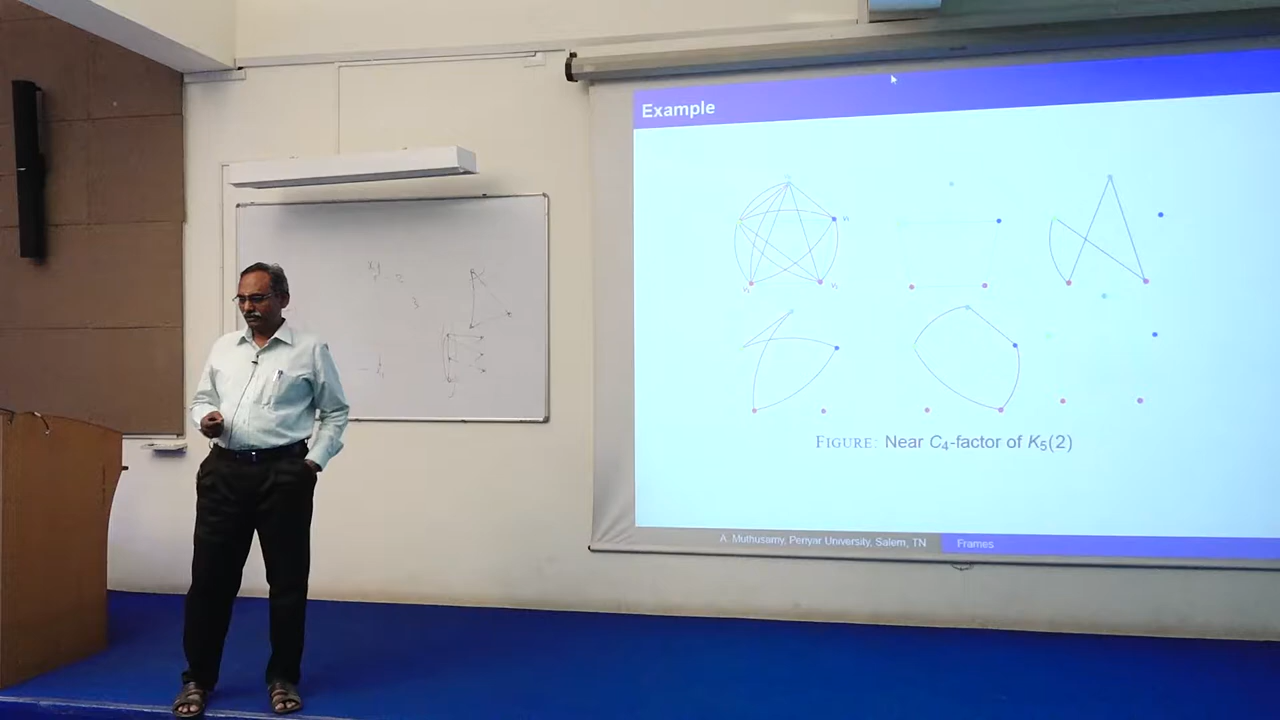 Example
FIGURE: Near C₄-factor of K₅(2)
A. Muthusamy, Periyar University, Salem, TN
Frames